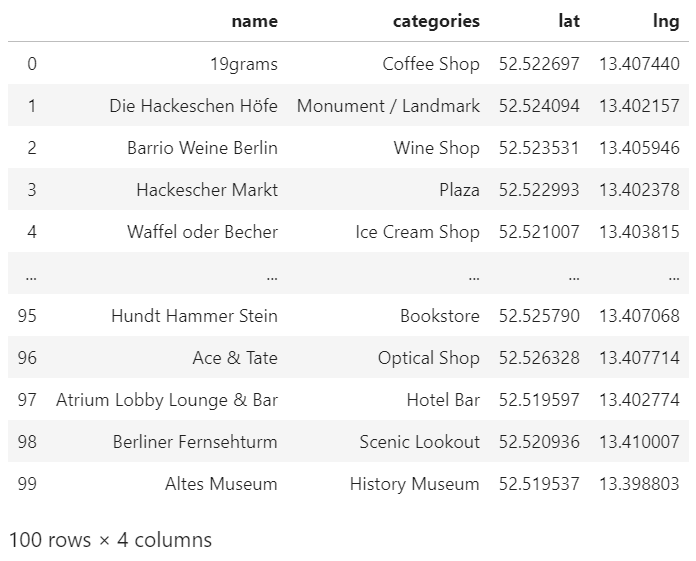 name categories lat lng
0 19grams Coffee Shop 52.522697 13.407440
1 Die Hackeschen Höfe Monument / Landmark 52.524094 13.402157
2 Barrio Weine Berlin Wine Shop 52.523531 13.405946
3 Hackescher Markt Plaza 52.522993 13.402378
4 Waffel oder Becher Ice Cream Shop 52.521007 13.403815
... ... ... ... ...
95 Hundt Hammer Stein Bookstore 52.525790 13.407068
96 Ace & Tate Optical Shop 52.526328 13.407714
97 Atrium Lobby Lounge & Bar Hotel Bar 52.519597 13.402774
98 Berliner Fernsehturm Scenic Lookout 52.520936 13.410007
99 Altes Museum History Museum 52.519537 13.398803
100 rows × 4 columns